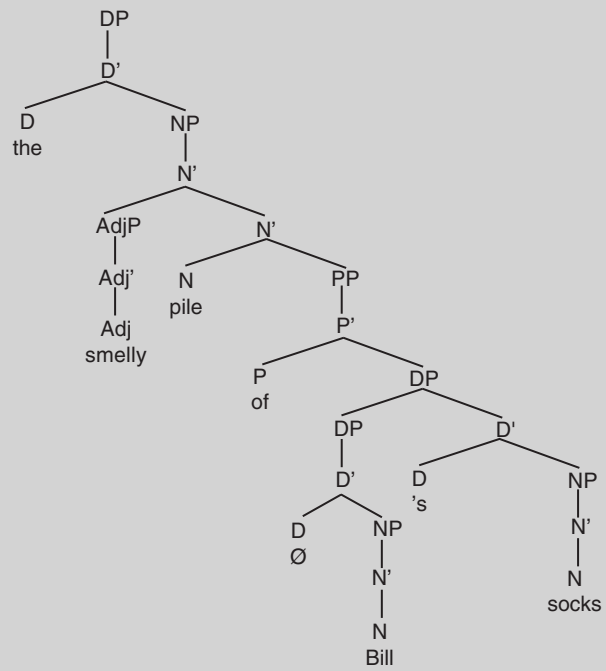 DP
D’
D
NP
the
N’
AdjP
N’
Adj’
N
PP
pile
Adj
P’
smelly
P
DP
of
DP
D'
D’
D
NP
’s
D
NP
N’
Ø
N’
N
socks
N
Bill